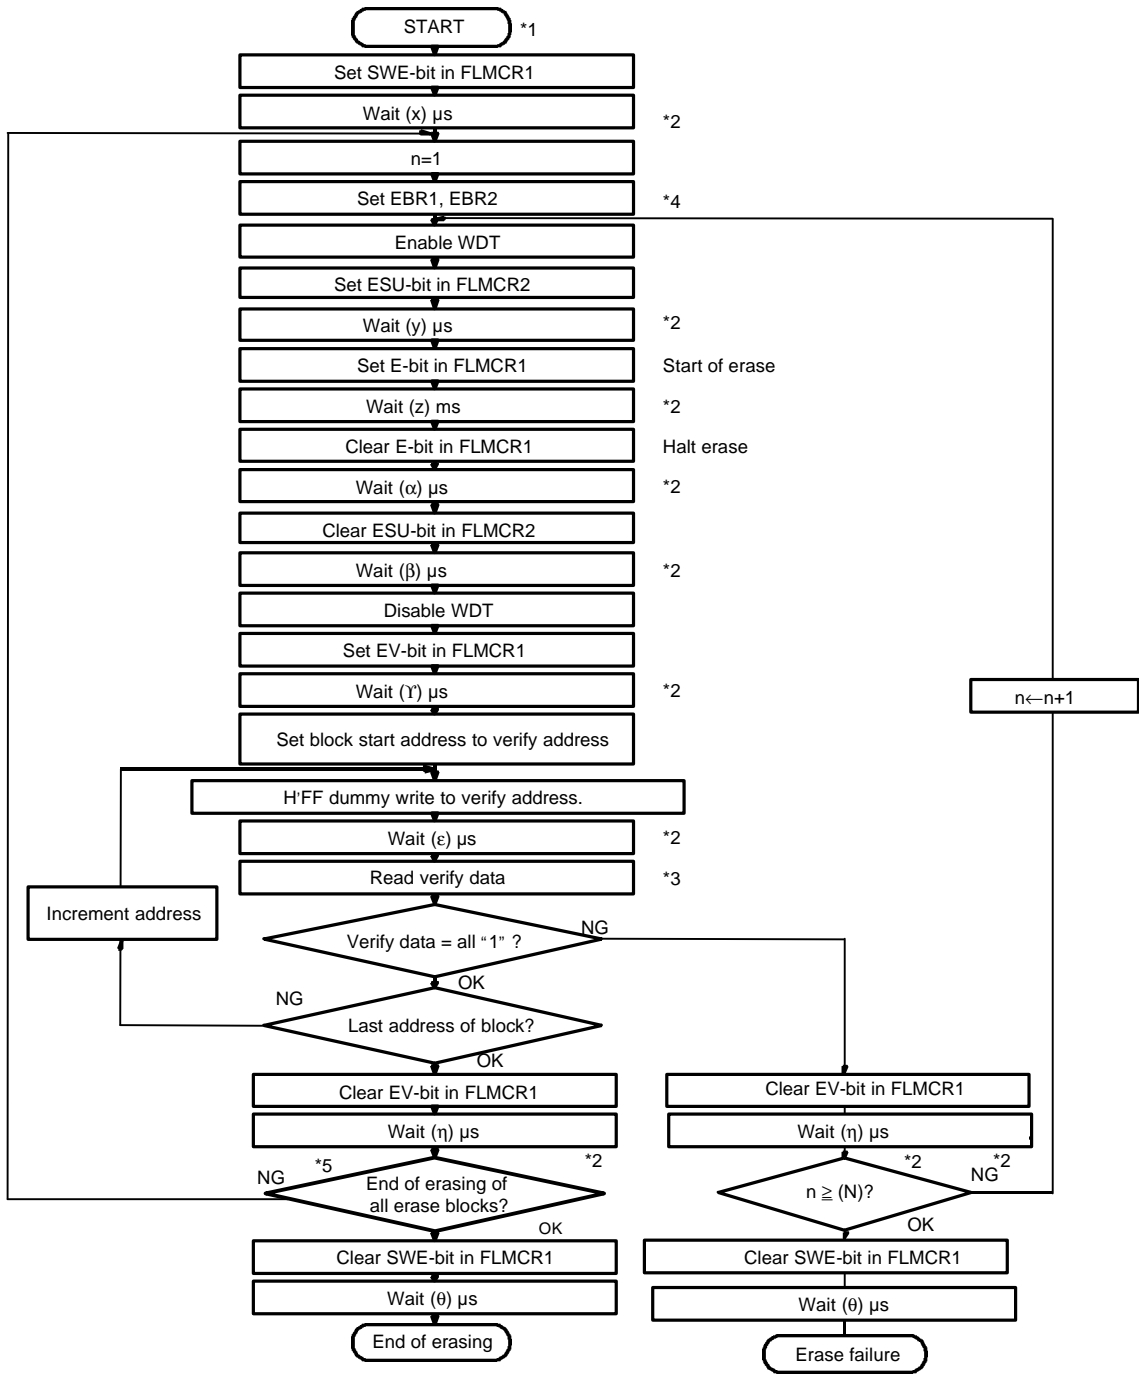 START
*1
Set SWE-bit in FLMCR1
Wait (x) µs
*2
n=1
Set EBR1, EBR2
*4
Enable WDT
Set ESU-bit in FLMCR2
Wait (y) µs
*2
Set E-bit in FLMCR1
Start of erase
Wait (z) ms
*2
Clear E-bit in FLMCR1
Halt erase
Wait (α) µs
*2
Clear ESU-bit in FLMCR2
Wait (β) µs
*2
Disable WDT
Set EV-bit in FLMCR1
Wait (ϒ) µs
*2
n←n+1
Set block start address to verify address
H'FF dummy write to verify address.
Wait (ε) µs
*2
Read verify data
*3
Increment address
Verify data = all “1” ?
NG
OK
NG
Last address of block?
OK
Clear EV-bit in FLMCR1
Wait (η) µs
*5
*2
NG
End of erasing of
all erase blocks?
OK
Clear SWE-bit in FLMCR1
Wait (θ) µs
End of erasing
Clear EV-bit in FLMCR1
Wait (η) µs
*2
*2
NG
n ≧ (N)?
OK
Clear SWE-bit in FLMCR1
Wait (θ) µs
Erase failure